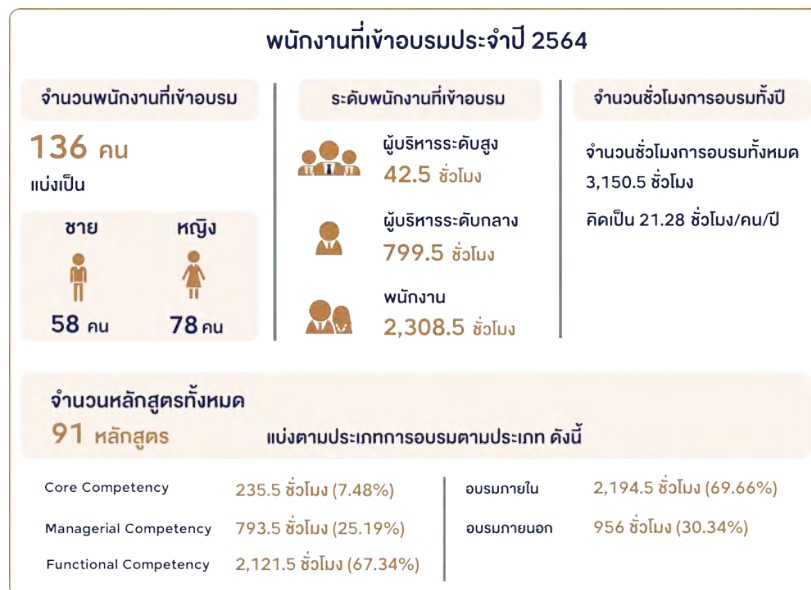 พนักงานที่เข้าอบรมประจำปี 2564
จำนวนพนักงานที่เข้าอบรม
136 คน
แบ่งเป็น
ชาย
หญิง
58 คน
78 คน
ระดับพนักงานที่เข้าอบรม
ผู้บริหารระดับสูง
42.5 ชั่วโมง
ผู้บริหารระดับกลาง
799.5 ชั่วโมง
พนักงาน
2,308.5 ชั่วโมง
จำนวนชั่วโมงการอบรมทั้งปี
จำนวนชั่วโมงการอบรมทั้งหมด
3,150.5 ชั่วโมง
คิดเป็น 21.28 ชั่วโมง/คน/ปี
จำนวนหลักสูตรทั้งหมด
91 หลักสูตร
แบ่งตามประเภทการอบรมตามประเภท ดังนี้
Core Competency 235.5 ชั่วโมง (7.48%)
Managerial Competency 793.5 ชั่วโมง (25.19%)
Functional Competency 2,121.5 ชั่วโมง (67.34%)
อบรมภายใน 2,194.5 ชั่วโมง (69.66%)
อบรมภายนอก 956 ชั่วโมง (30.34%)